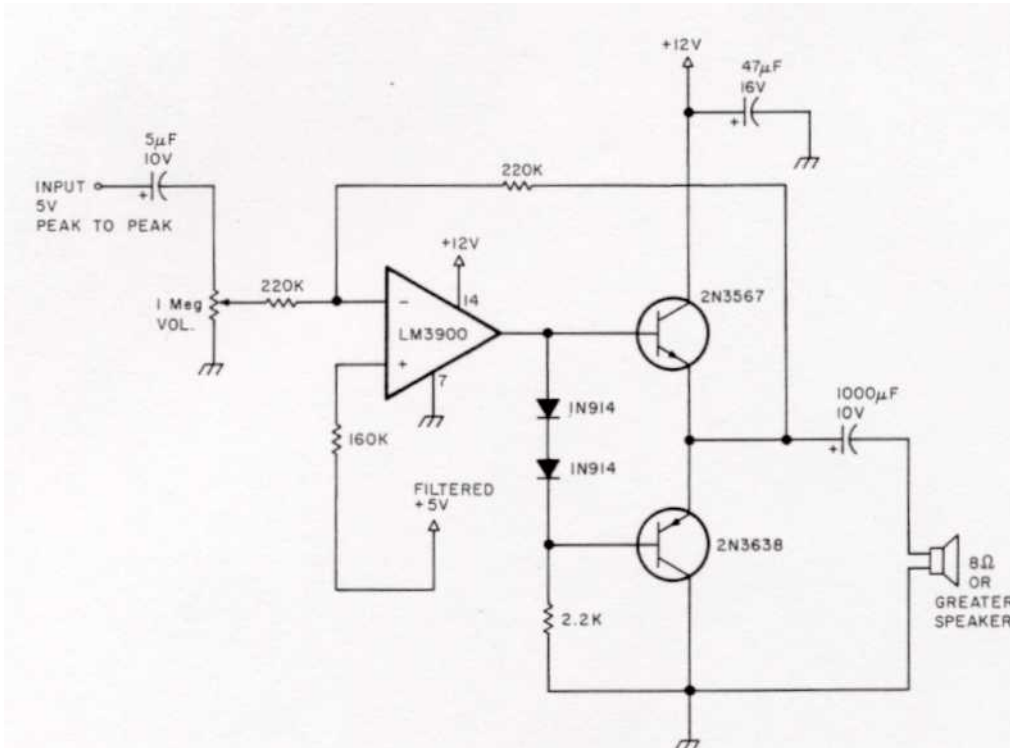 +12V
47µF
16V
5µF
10V
+
+
220K
INPUT
5V
PEAK TO PEAK
+12V
220K
14
2N3567
1 Meg
VOL.
−
LM3900
+
7
1N914
1000µF
10V
+
160K
1N914
FILTERED
+5V
2N3638
8Ω
OR
GREATER
SPEAKER
2.2K